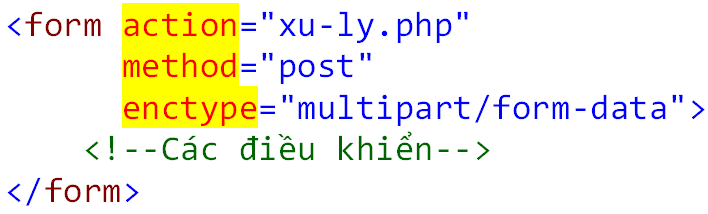 <form action="xu-ly.php"
method="post"
enctype="multipart/form-data">
<!--Các điều khiển-->
</form>